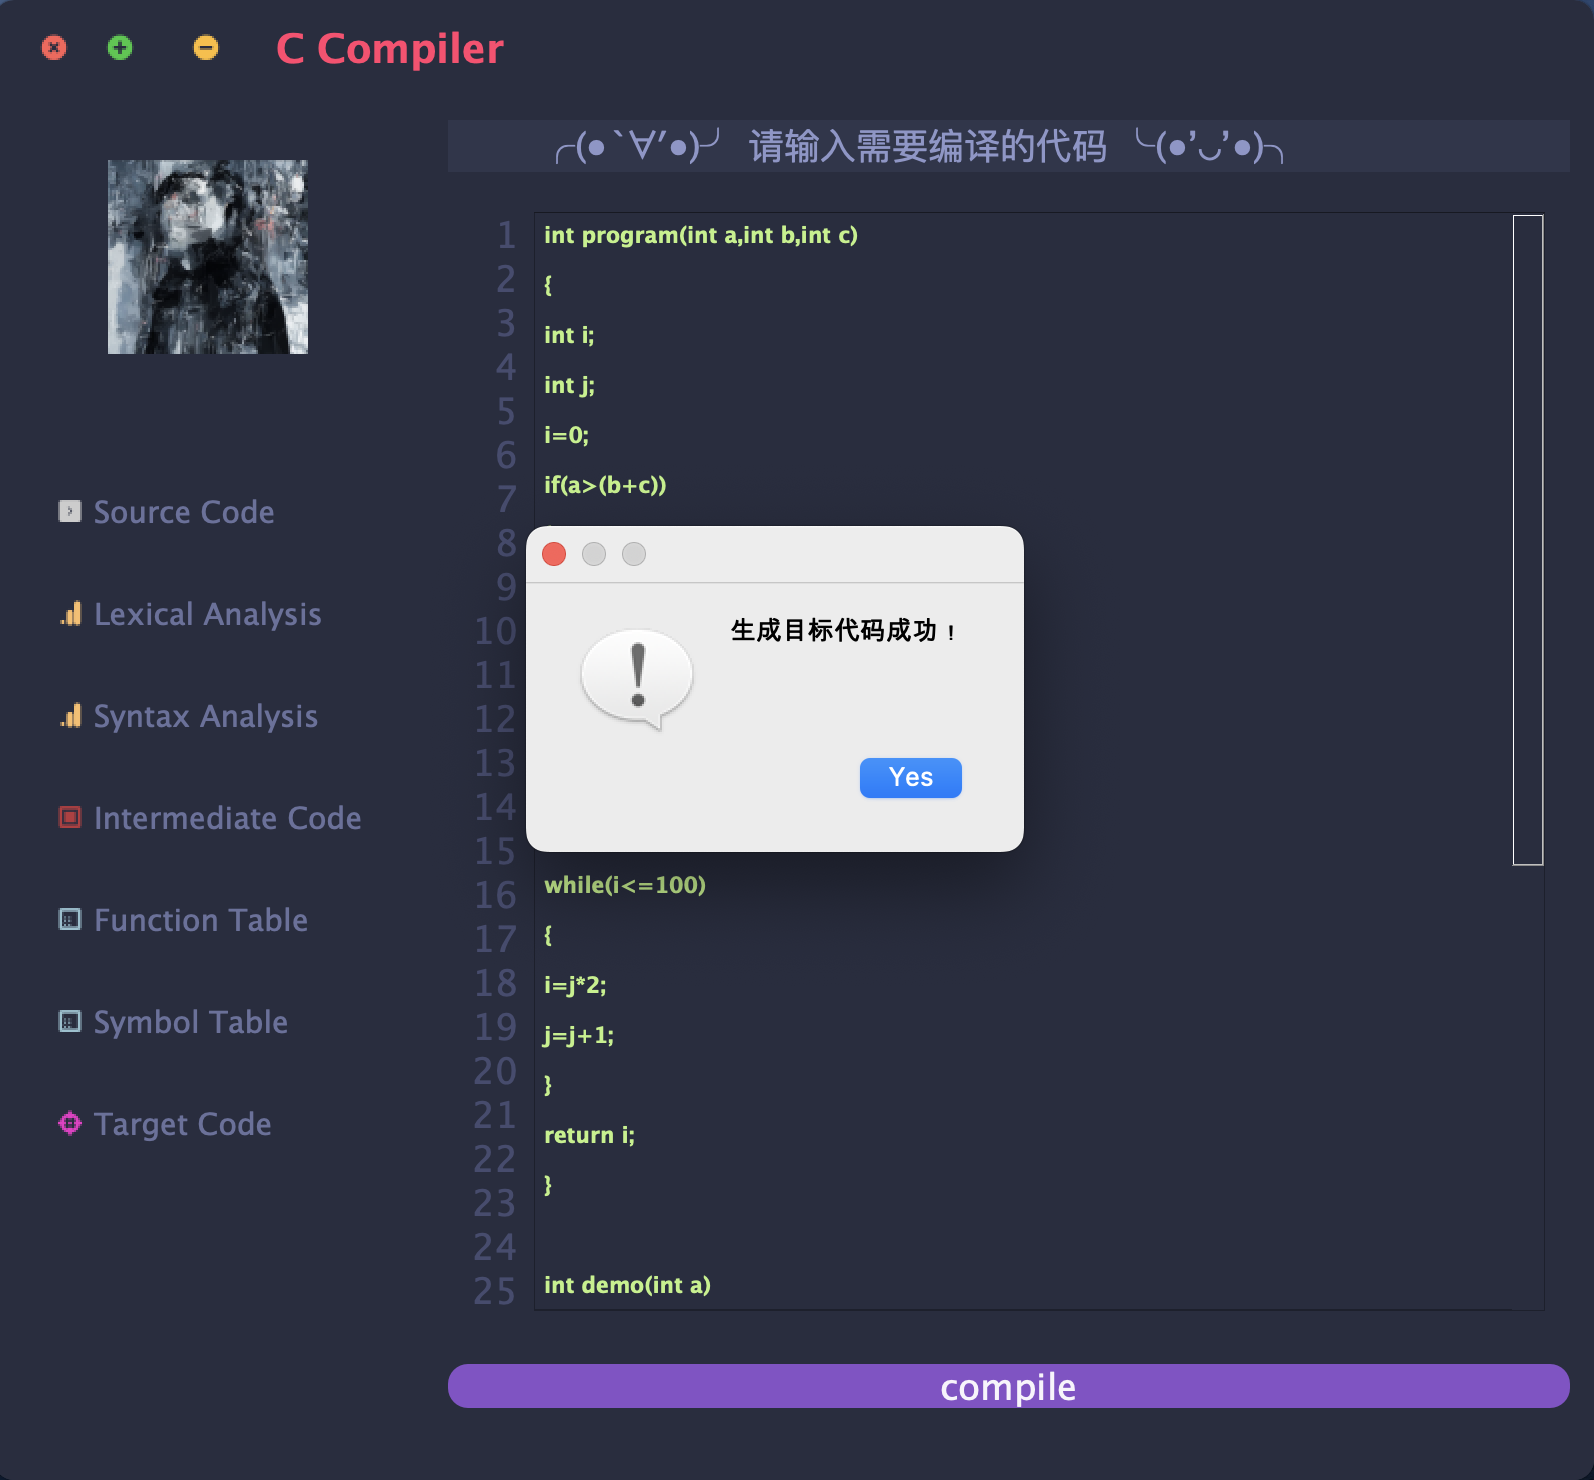 C Compiler
╭(●`∀′●)╯ 请输入需要编译的代码 ╰(●’◡’●)╮
Source Code
Lexical Analysis
Syntax Analysis
Intermediate Code
Function Table
Symbol Table
Target Code
1
2
3
4
5
6
7
8
9
10
11
12
13
14
15
16
17
18
19
20
21
22
23
24
25
int program(int a,int b,int c)
{
int i;
int j;
i=0;
if(a>(b+c))
while(i<=100)
{
i=j*2;
j=j+1;
}
return i;
}
int demo(int a)
生成目标代码成功！
Yes
compile